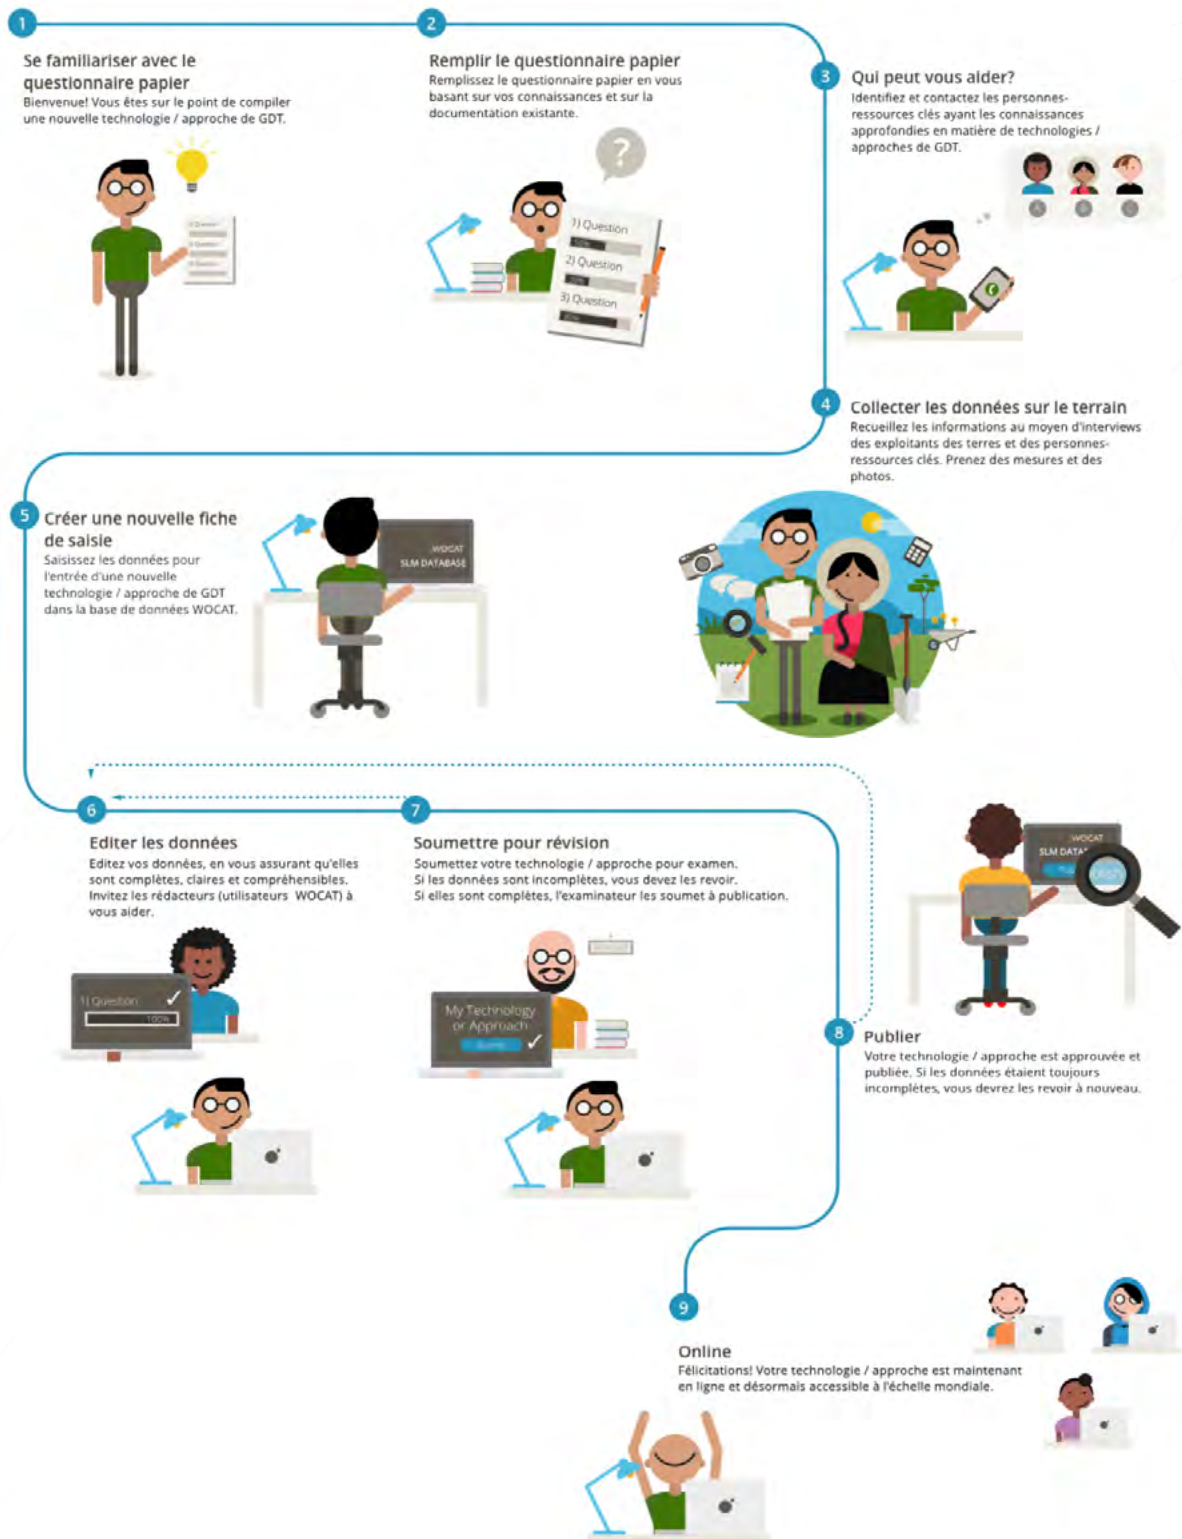 1
Se familiariser avec le
questionnaire papier
Bienvenue! Vous êtes sur le point de compiler
une nouvelle technologie / approche de GDT.
2
Remplir le questionnaire papier
Remplissez le questionnaire papier en vous
basant sur vos connaissances et sur la
documentation existante.
?
1) Question
2) Question
3) Question
3
Qui peut vous aider?
Identifiez et contactez les personnes-
ressources clés ayant les connaissances
approfondies en matière de technologies /
approches de GDT.
A B C
4
Collecter les données sur le terrain
Recueillez les informations au moyen d'interviews
des exploitants des terres et des personnes-
ressources clés. Prenez des mesures et des
photos.
5
Créer une nouvelle fiche
de saisie
Saisissez les données pour
l'entrée d'une nouvelle
technologie / approche de GDT
dans la base de données WOCAT.
WOCAT
SLM DATABASE
6
Editer les données
Editez vos données, en vous assurant qu'elles
sont complètes, claires et compréhensibles.
Invitez les rédacteurs (utilisateurs WOCAT) à
vous aider.
1) Question
100%
7
Soumettre pour révision
Soumettez votre technologie / approche pour examen.
Si les données sont incomplètes, vous devez les revoir.
Si elles sont complètes, l'examinateur les soumet à publication.
My Technology
or Approach
WOCAT
8
Publier
Votre technologie / approche est approuvée et
publiée. Si les données étaient toujours
incomplètes, vous devrez les revoir à nouveau.
9
Online
Félicitations! Votre technologie / approche est maintenant
en ligne et désormais accessible à l'échelle mondiale.